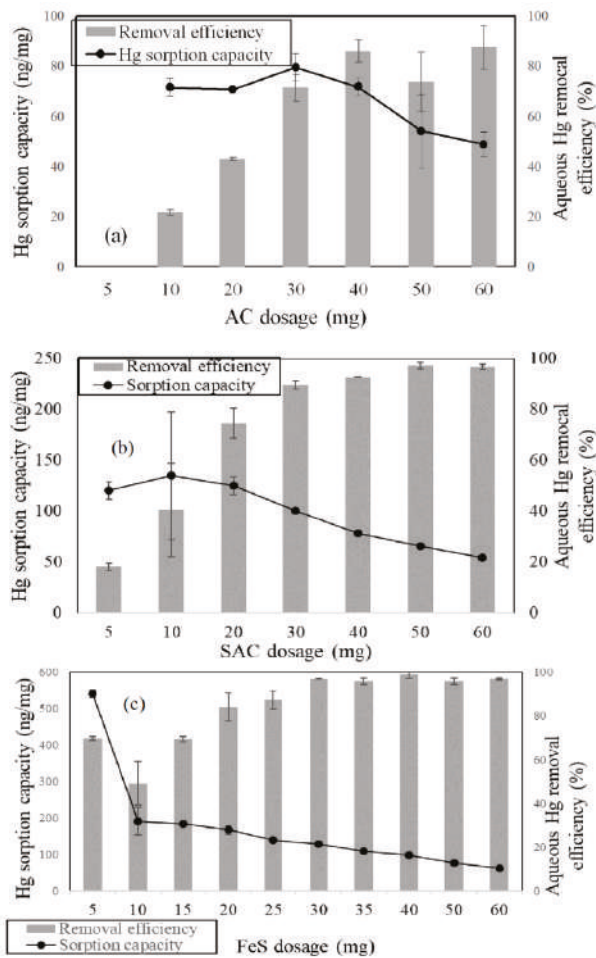 100
80
60
40
20
0
Hg sorption capacity (ng/mg)
Removal efficiency
Hg sorption capacity
(a)
100
80
60
40
20
0
Aqueous Hg remocal
efficiency (%)
5 10 20 30 40 50 60
AC dosage (mg)
250
200
150
100
50
0
Hg sorption capacity (ng/mg)
Removal efficiency
Sorption capacity
(b)
100
80
60
40
20
0
Aqueous Hg remocal
efficiency (%)
5 10 20 30 40 50 60
SAC dosage (mg)
600
500
400
300
200
100
0
Hg sorption capacity (ng/mg)
(c)
100
80
60
40
20
0
Aqueous Hg removal
efficiency (%)
5 10 15 20 25 30 35 40 50 60
Removal efficiency
Sorption capacity
FeS dosage (mg)